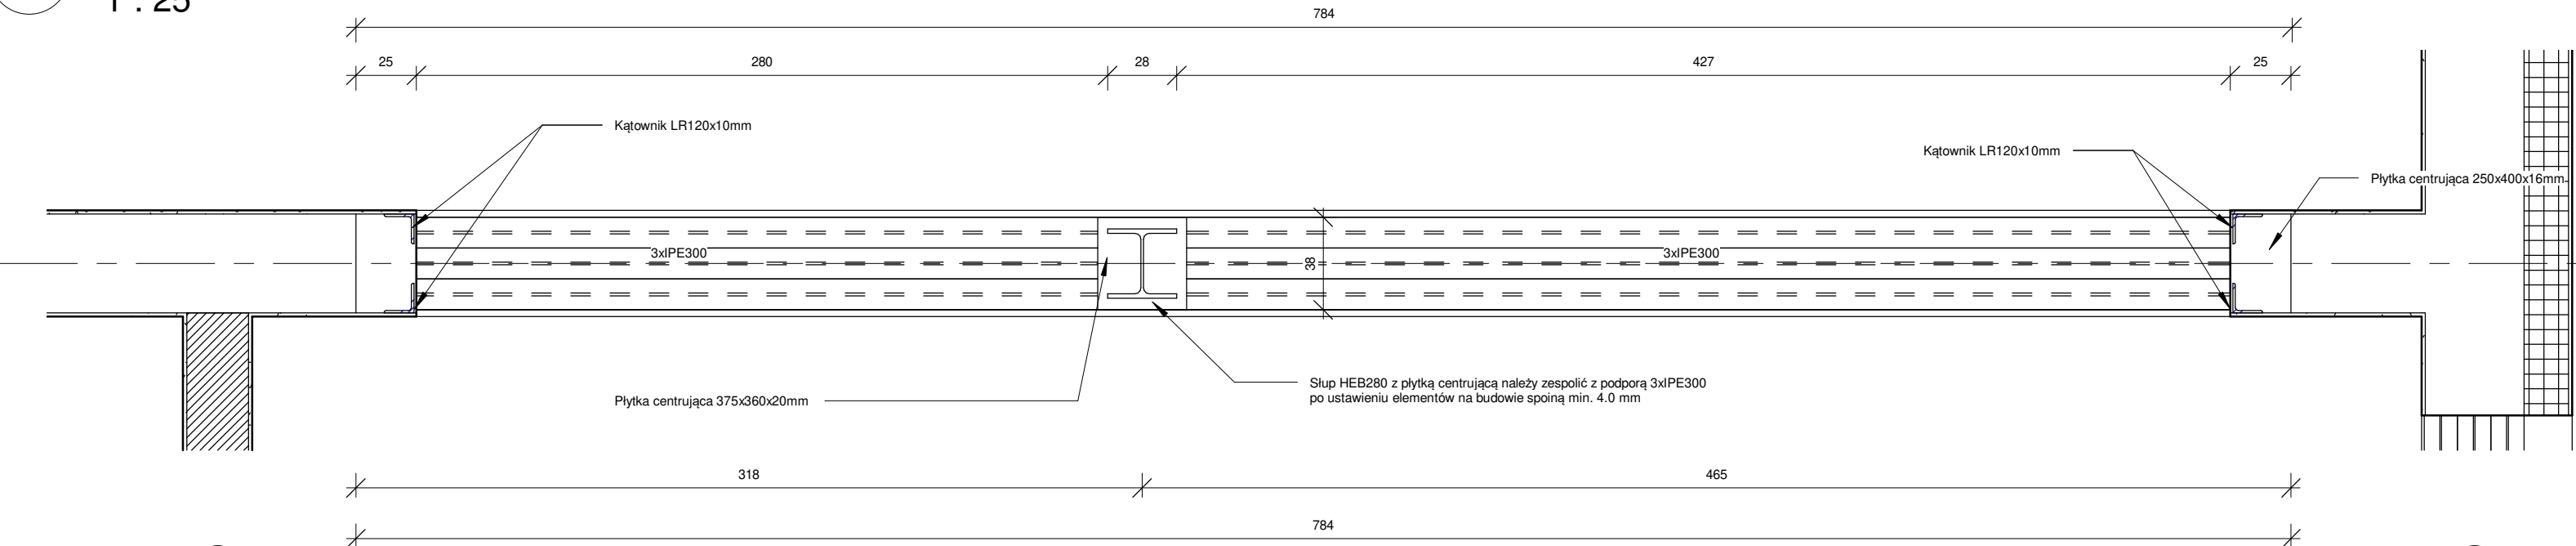 1 : 25
784
25
280
28
427
25
Kątownik LR120x10mm
Kątownik LR120x10mm
Płytka centrująca 250x400x16mm
3xIPE300
38
3xIPE300
Słup HEB280 z płytką centrującą należy zespolić z podporą 3xIPE300
po ustawieniu elementów na budowie spoiną min. 4.0 mm
Płytka centrująca 375x360x20mm
318
465
784